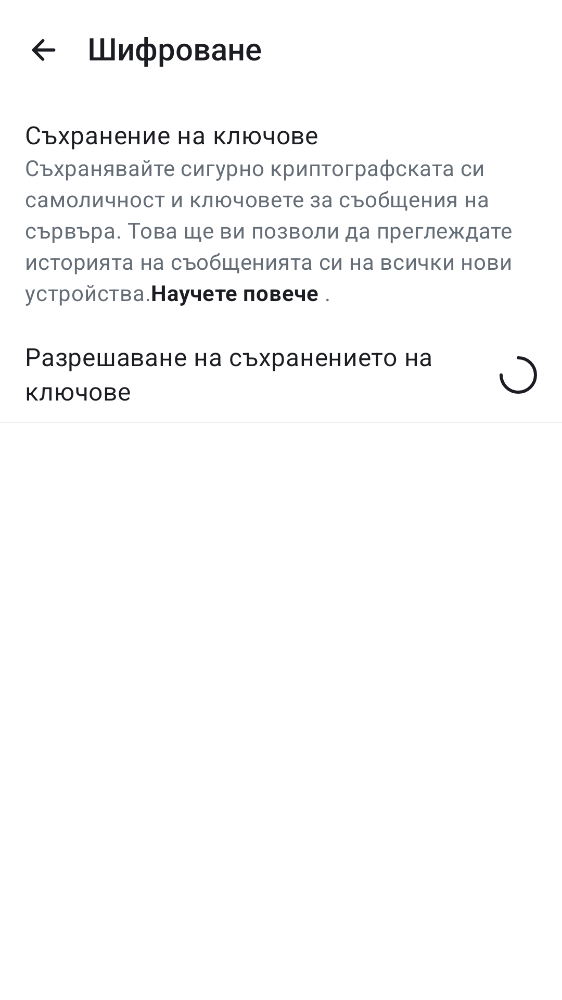 Шифроване
Съхранение на ключове
Съхранявайте сигурно криптографската си
самоличност и ключовете за съобщения на
сървъра. Това ще ви позволи да преглеждате
историята на съобщенията си на всички нови
устройства.Научете повече .
Разрешаване на съхранението на
ключове